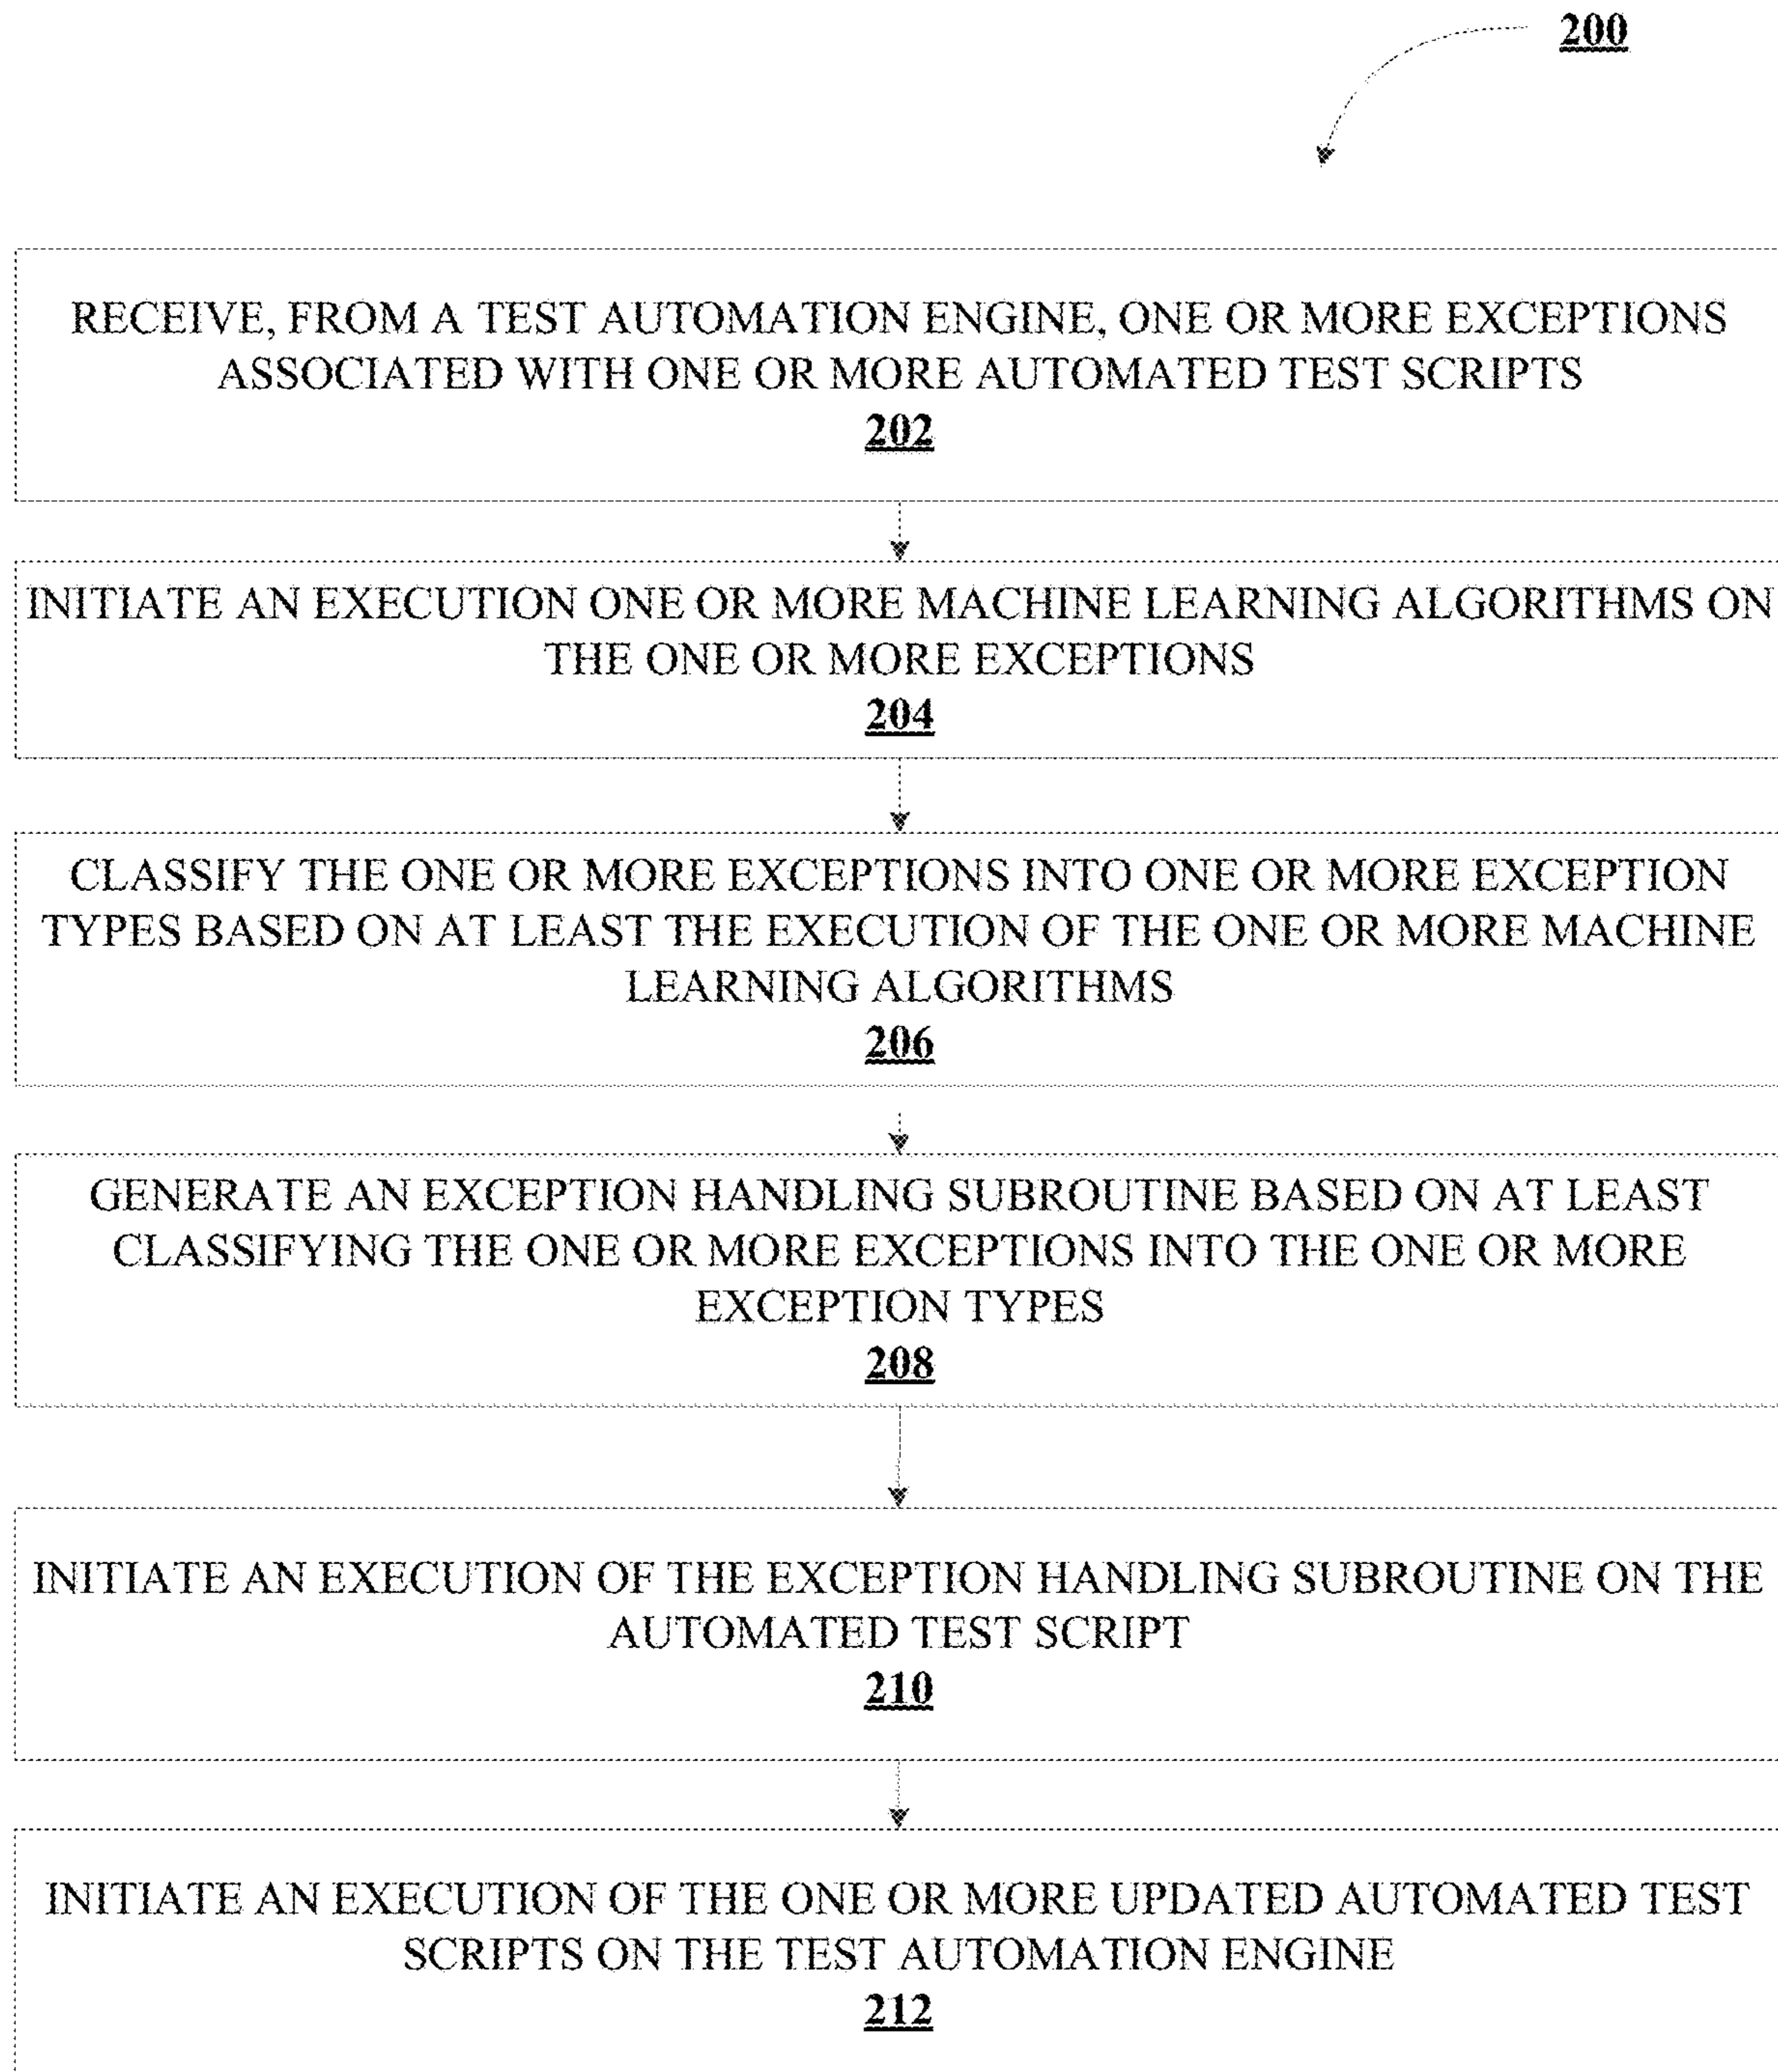 200
RECEIVE, FROM A TEST AUTOMATION ENGINE, ONE OR MORE EXCEPTIONS
ASSOCIATED WITH ONE OR MORE AUTOMATED TEST SCRIPTS
202
INITIATE AN EXECUTION ONE OR MORE MACHINE LEARNING ALGORITHMS ON
THE ONE OR MORE EXCEPTIONS
204
CLASSIFY THE ONE OR MORE EXCEPTIONS INTO ONE OR MORE EXCEPTION
TYPES BASED ON AT LEAST THE EXECUTION OF THE ONE OR MORE MACHINE
LEARNING ALGORITHMS
206
GENERATE AN EXCEPTION HANDLING SUBROUTINE BASED ON AT LEAST
CLASSIFYING THE ONE OR MORE EXCEPTIONS INTO THE ONE OR MORE
EXCEPTION TYPES
208
INITIATE AN EXECUTION OF THE EXCEPTION HANDLING SUBROUTINE ON THE
AUTOMATED TEST SCRIPT
210
INITIATE AN EXECUTION OF THE ONE OR MORE UPDATED AUTOMATED TEST
SCRIPTS ON THE TEST AUTOMATION ENGINE
212